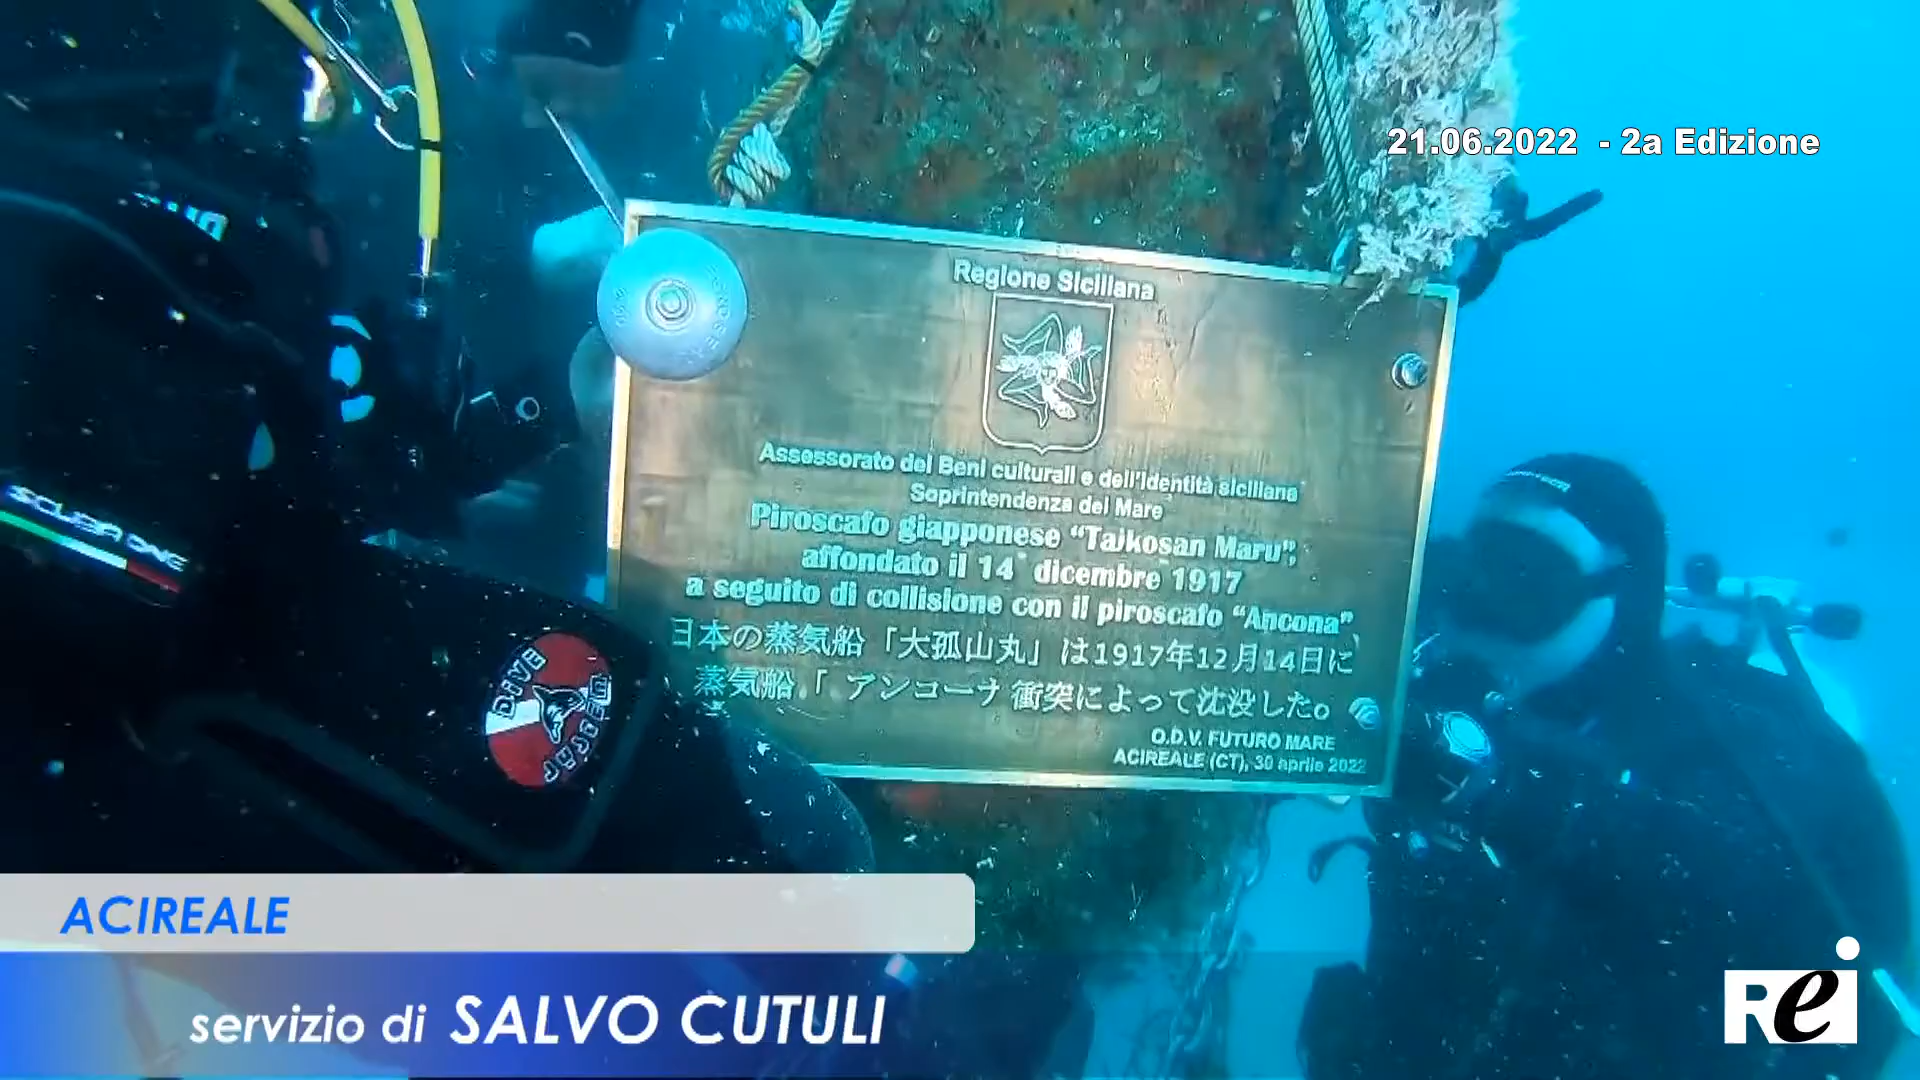 21.06.2022 - 2a Edizione
Regione Siciliana
Assessorato dei Beni culturali e dell'Identità siciliana
Soprintendenza del Mare
Piroscafo giapponese “Taikosan Maru”,
affondato il 14 dicembre 1917
a seguito di collisione con il piroscafo “Ancona”
日本の蒸気船「大孤山丸」は1917年12月14日に
蒸気船「 アンコーナ 衝突によって沈没した。
O.D.V. FUTURO MARE
ACIREALE (CT), 30 aprile 2022
SCUBA ONE
DIVE
ACIREALE
servizio di SALVO CUTULI
Rei